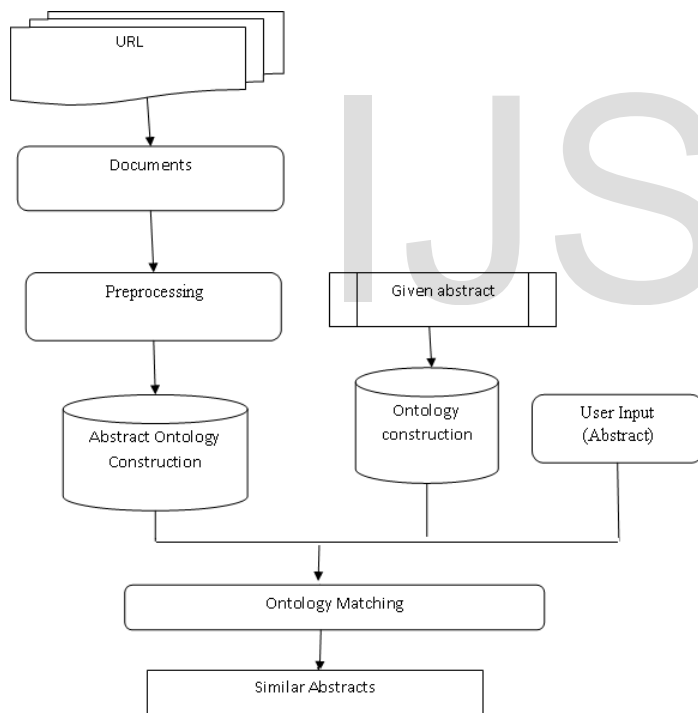 URL
Documents
Preprocessing
Given abstract
Abstract Ontology
Construction
Ontology
construction
User Input
(Abstract)
Ontology Matching
Similar Abstracts
IJS